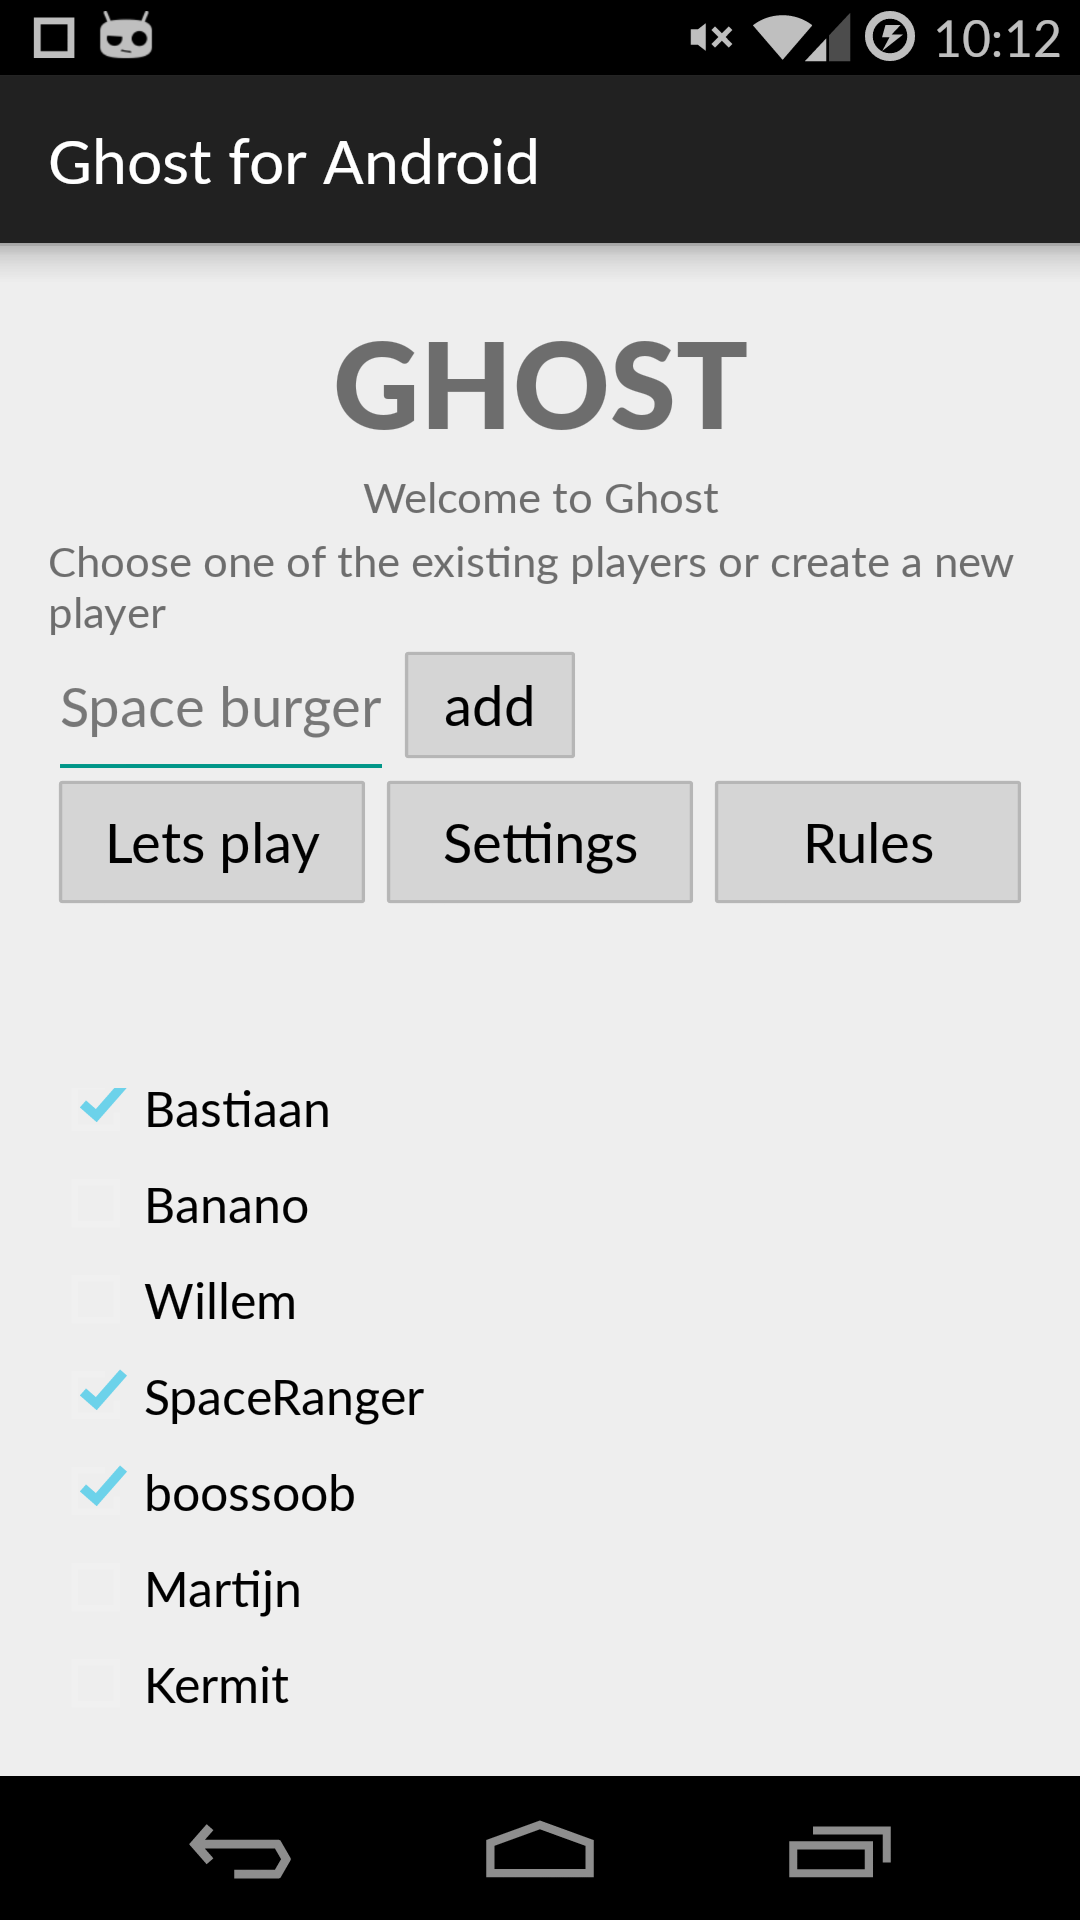 10:12
Ghost for Android
GHOST
Welcome to Ghost
Choose one of the existing players or create a new
player
Space burger add
Lets play Settings Rules
Bastiaan
Banano
Willem
SpaceRanger
boossoob
Martijn
Kermit